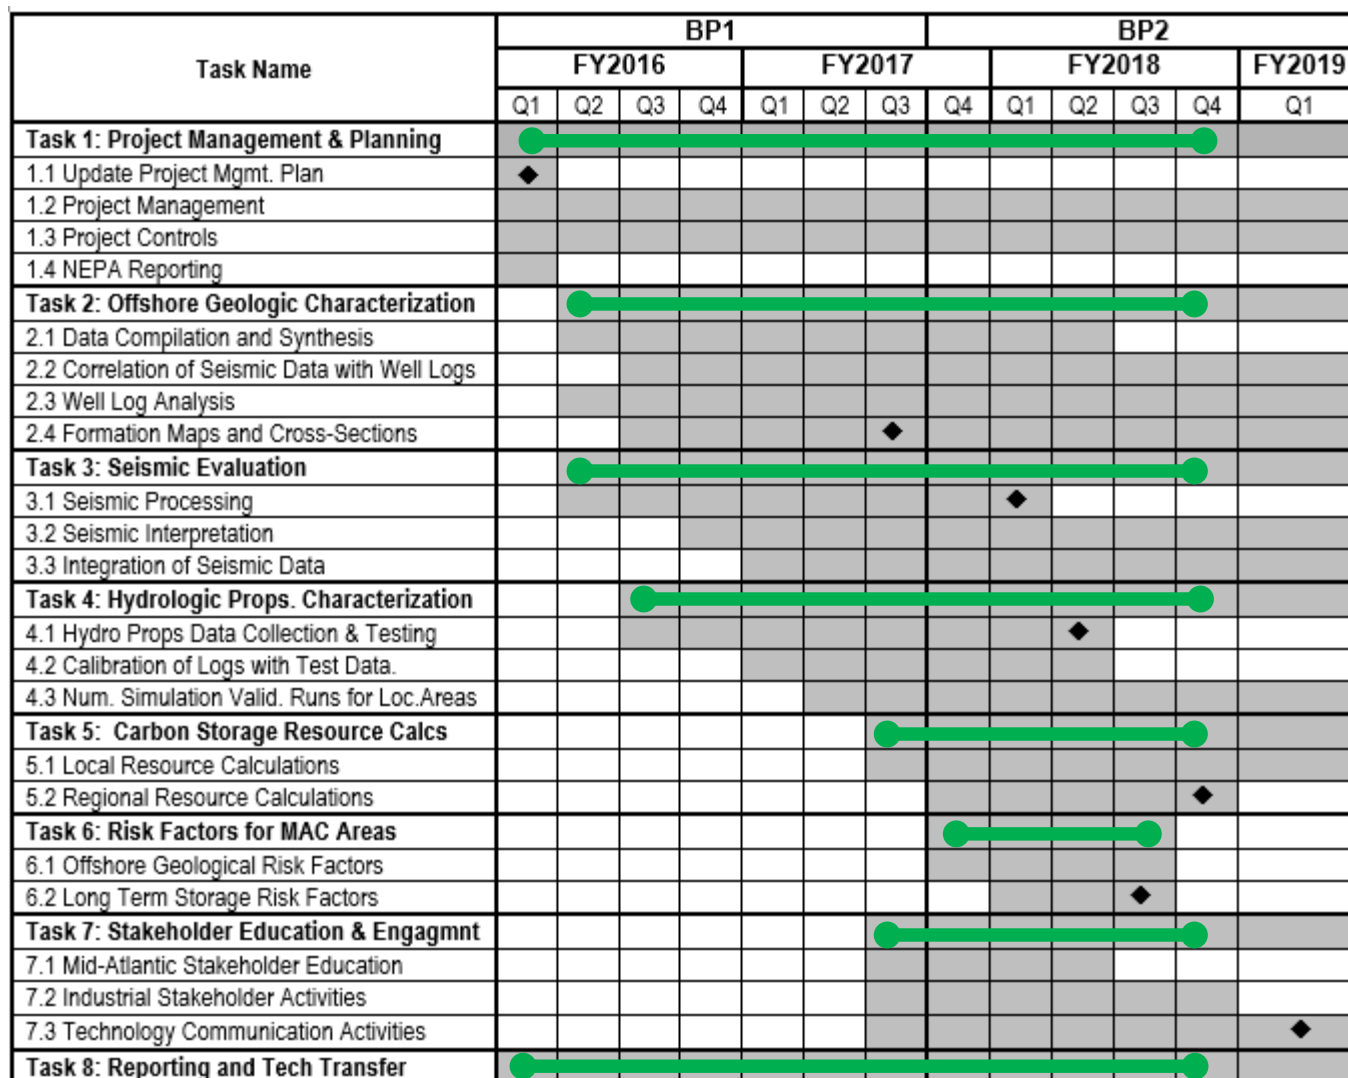 BP1 BP2
Task Name FY2016 FY2017 FY2018 FY2019
Q1 Q2 Q3 Q4 Q1 Q2 Q3 Q4 Q1 Q2 Q3 Q4 Q1
Task 1: Project Management & Planning
1.1 Update Project Mgmt. Plan
1.2 Project Management
1.3 Project Controls
1.4 NEPA Reporting
Task 2: Offshore Geologic Characterization
2.1 Data Compilation and Synthesis
2.2 Correlation of Seismic Data with Well Logs
2.3 Well Log Analysis
2.4 Formation Maps and Cross-Sections
Task 3: Seismic Evaluation
3.1 Seismic Processing
3.2 Seismic Interpretation
3.3 Integration of Seismic Data
Task 4: Hydrologic Props. Characterization
4.1 Hydro Props Data Collection & Testing
4.2 Calibration of Logs with Test Data.
4.3 Num. Simulation Valid. Runs for Loc.Areas
Task 5: Carbon Storage Resource Calcs
5.1 Local Resource Calculations
5.2 Regional Resource Calculations
Task 6: Risk Factors for MAC Areas
6.1 Offshore Geological Risk Factors
6.2 Long Term Storage Risk Factors
Task 7: Stakeholder Education & Engagmnt
7.1 Mid-Atlantic Stakeholder Education
7.2 Industrial Stakeholder Activities
7.3 Technology Communication Activities
Task 8: Reporting and Tech Transfer